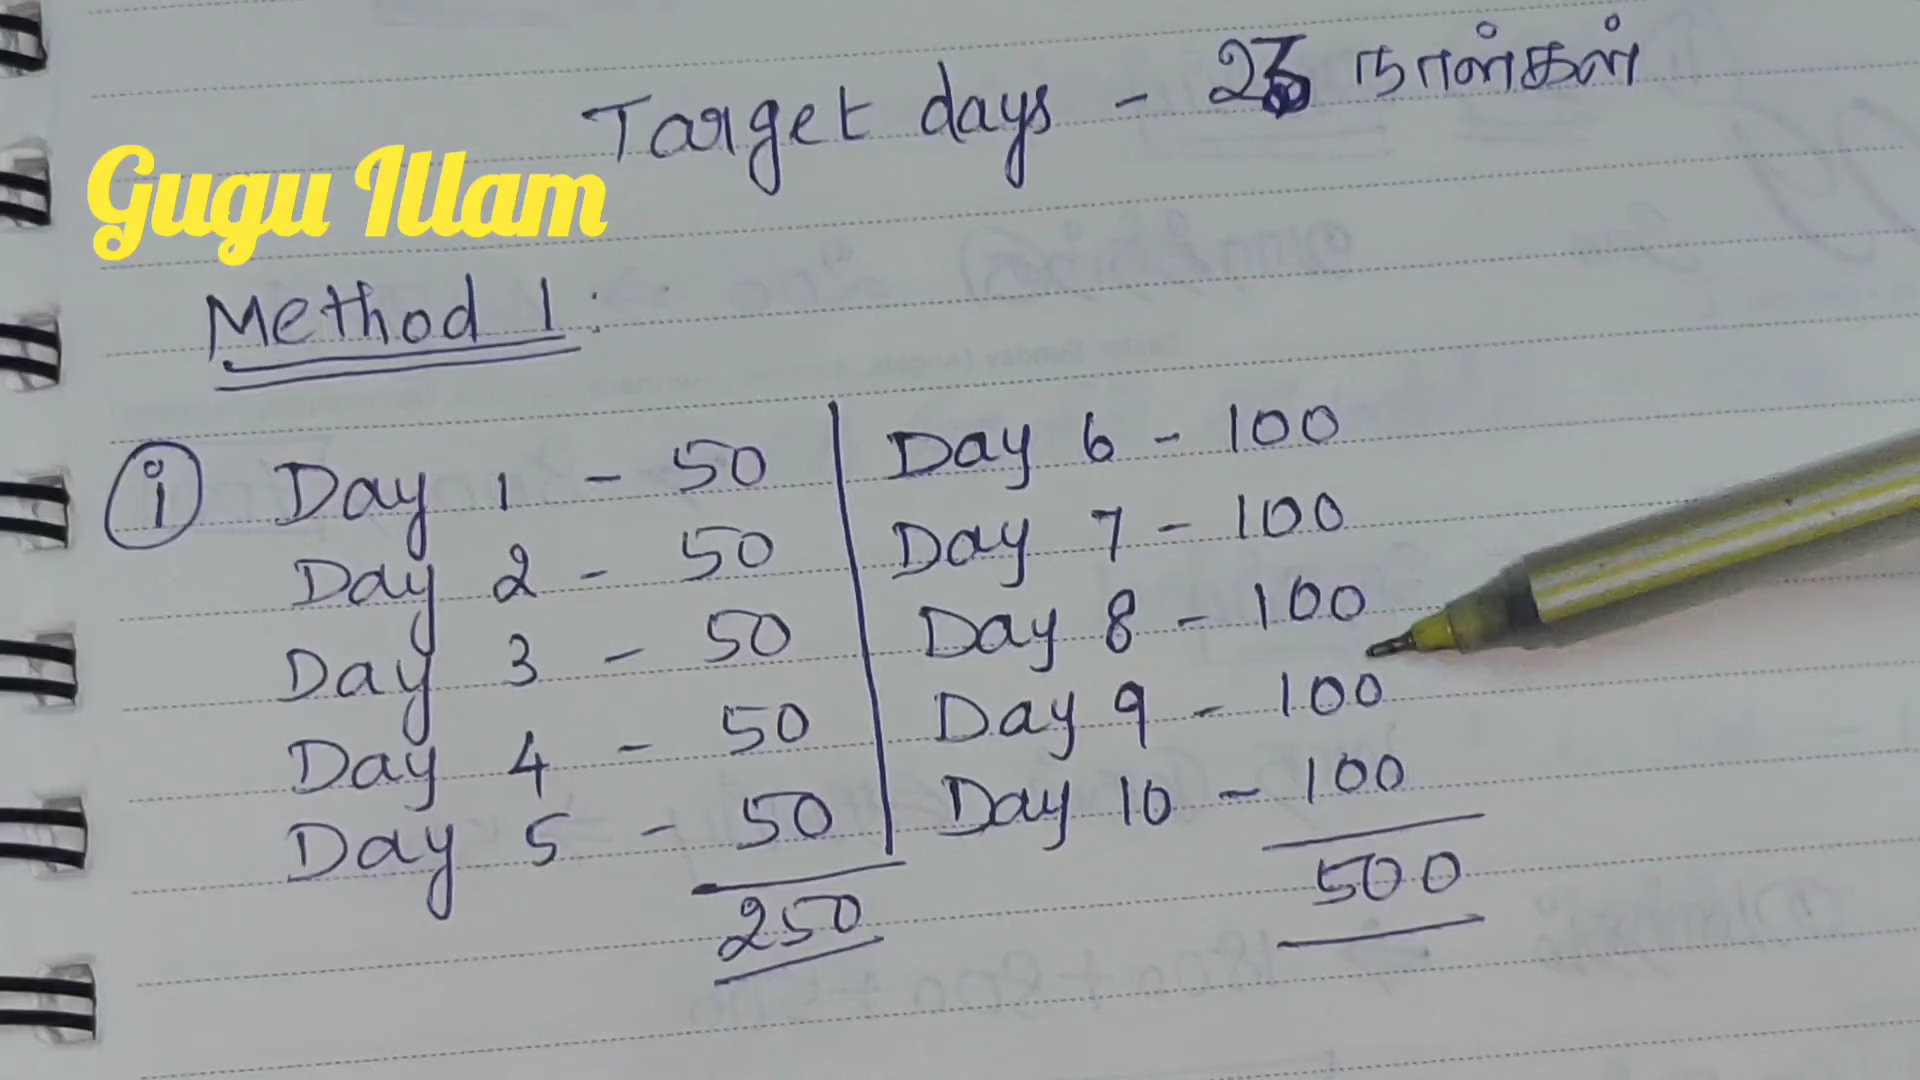 Target days - 25 நாள்கள்
Gugu Illam
Method 1:
i Day 1 - 50
Day 2 - 50
Day 3 - 50
Day 4 - 50
Day 5 - 50
250
Day 6 - 100
Day 7 - 100
Day 8 - 100
Day 9 - 100
Day 10 - 100
500